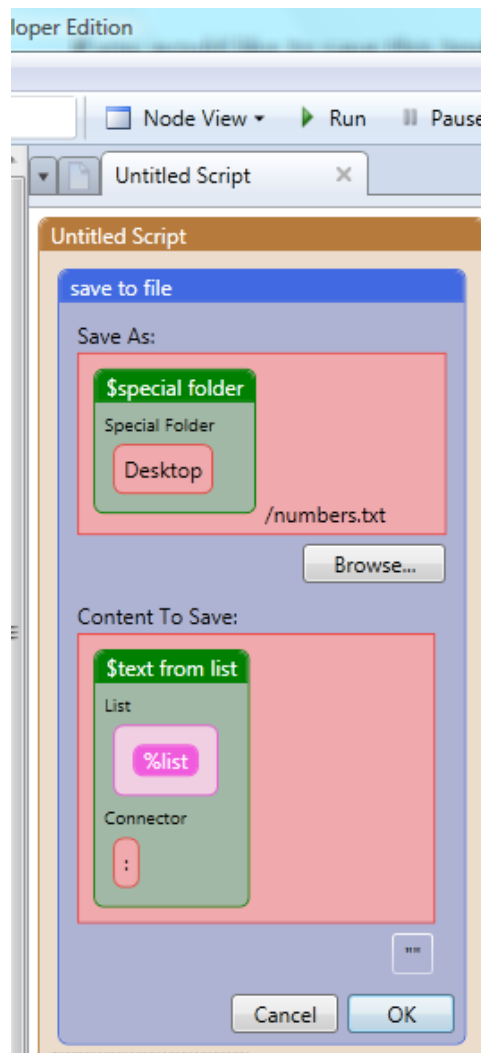 loper Edition
Node View Run Pause
Untitled Script
Untitled Script
save to file
Save As:
$special folder
Special Folder
Desktop
/numbers.txt
Browse...
Content To Save:
$text from list
List
%list
Connector
:
""
Cancel OK